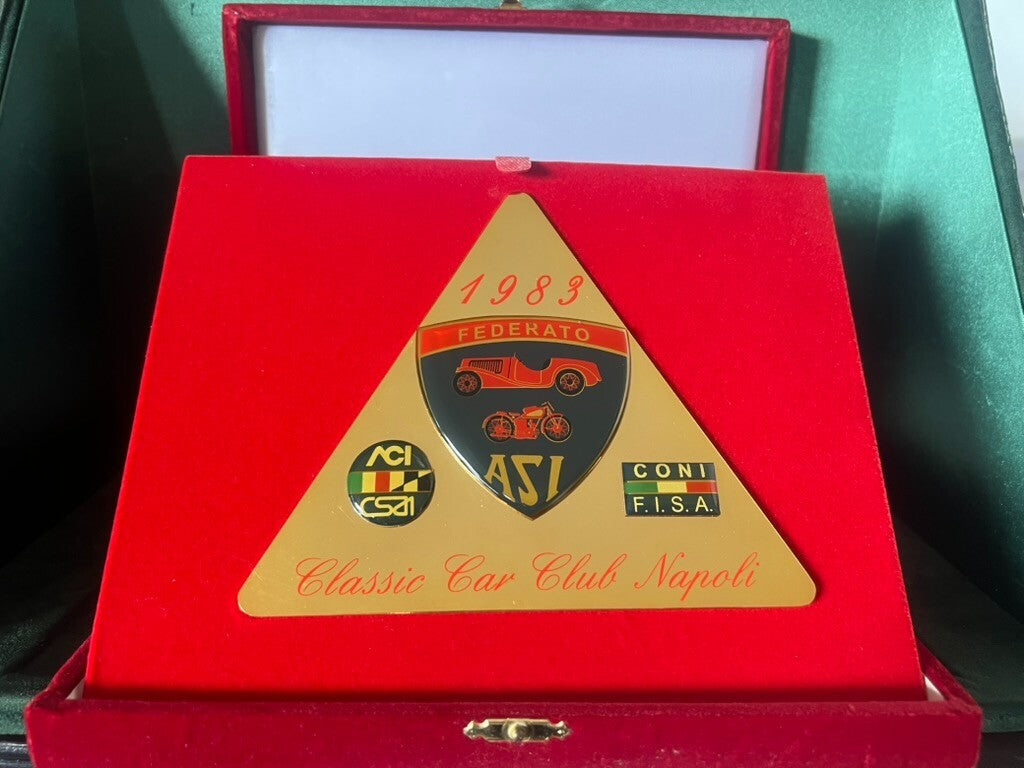 1983
FEDERATO
ASI
ACI
CSAI
CONI
F.I.S.A.
Classic Car Club Napoli